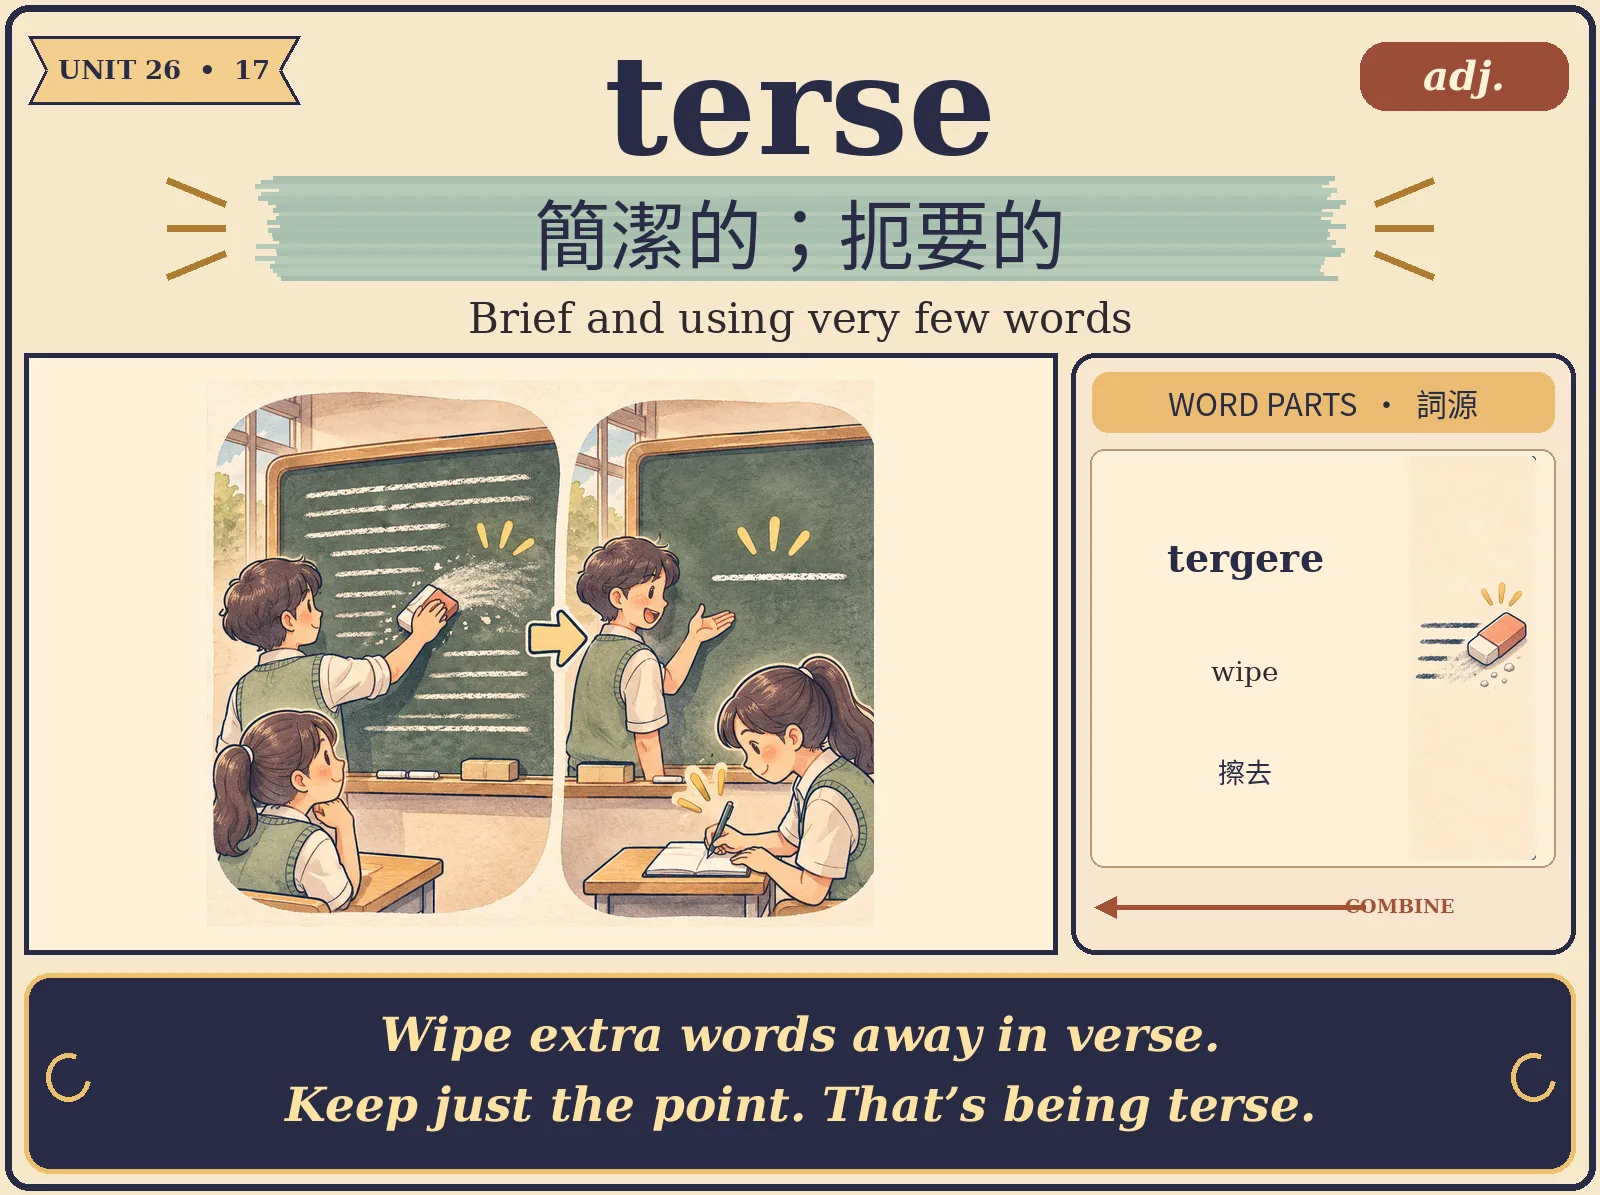 UNIT 26 • 17
terse
adj.
簡潔的；扼要的
Brief and using very few words
WORD PARTS • 詞源
tergere
wipe
擦去
COMBINE
Wipe extra words away in verse.
Keep just the point. That’s being terse.